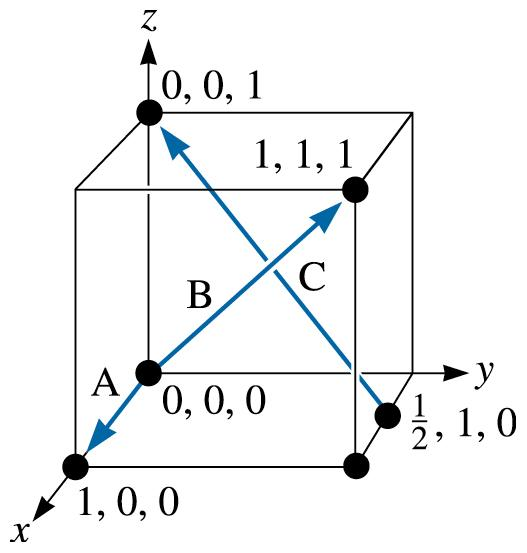 z
0, 0, 1
1, 1, 1
B
C
A
y
0, 0, 0
1/2, 1, 0
1, 0, 0
x